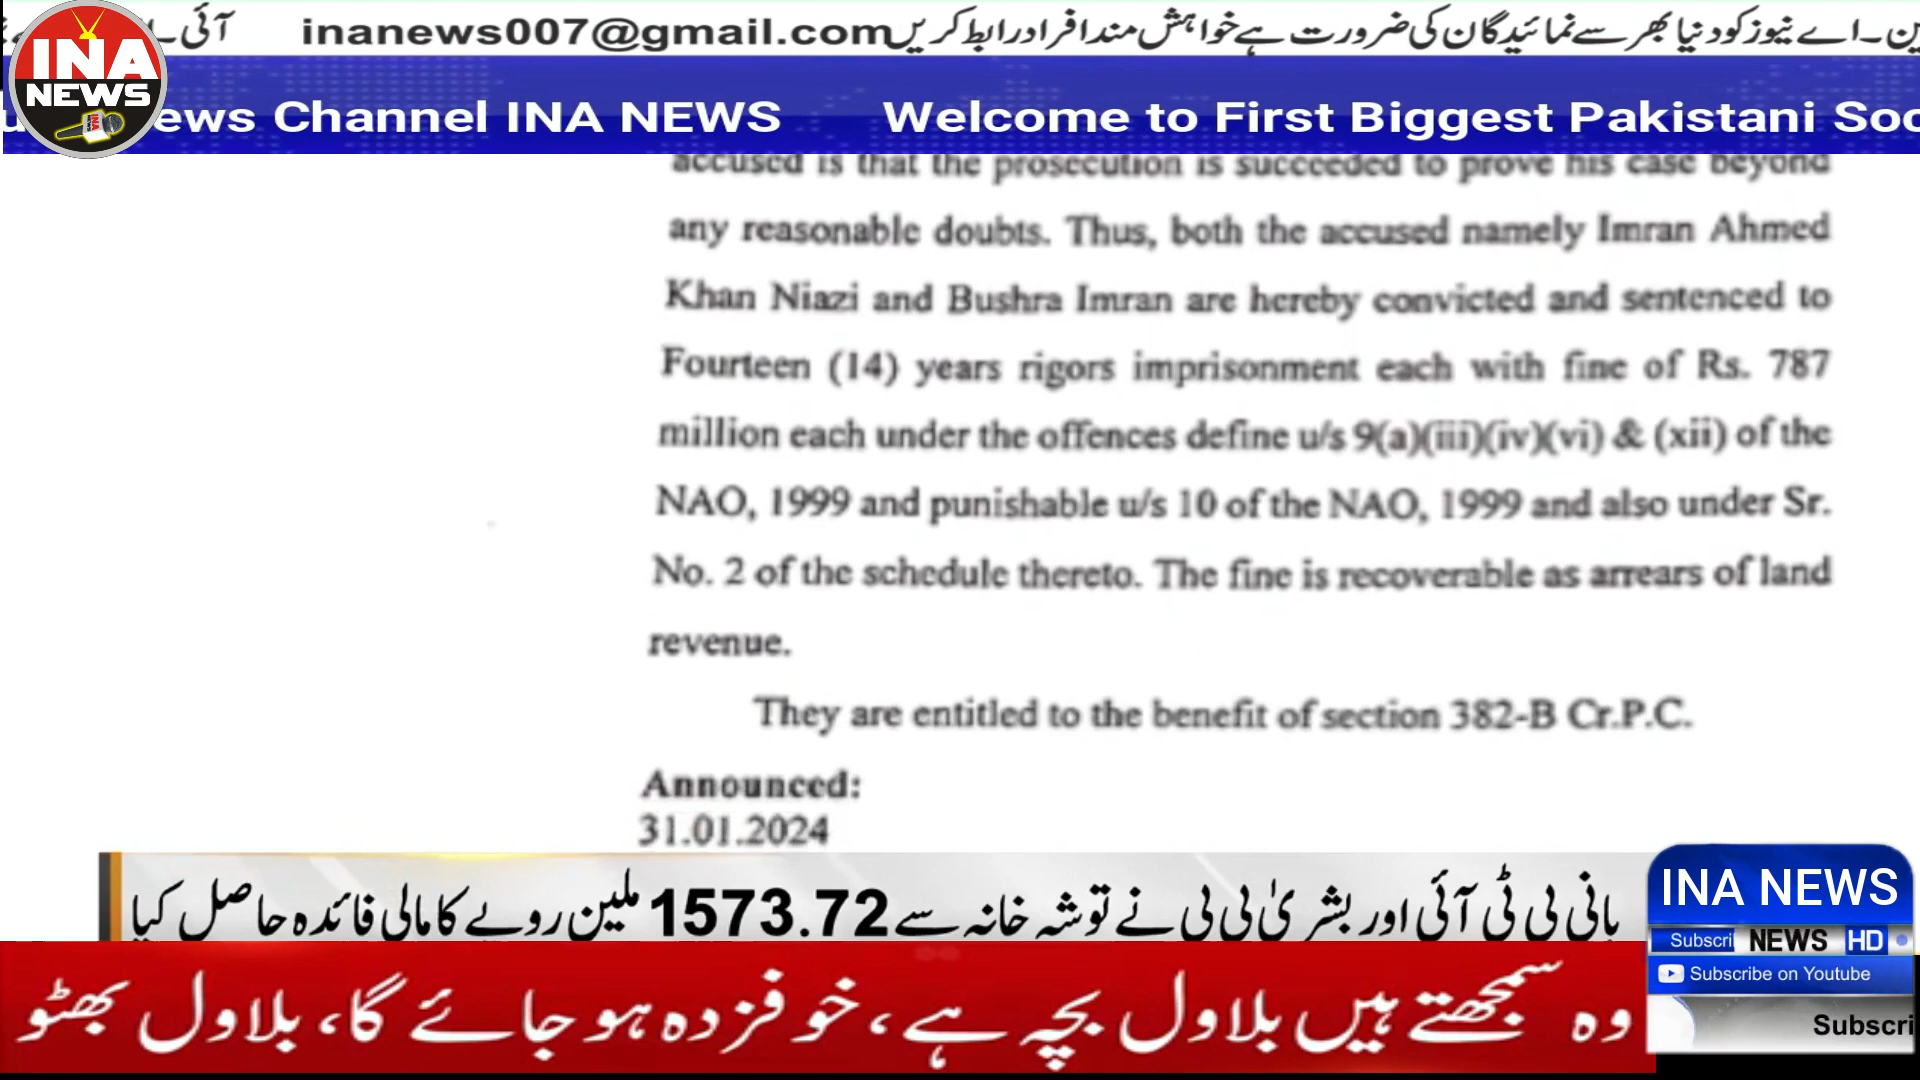 ین۔اے نیوز کو دنیا بھر سے نمائیدگان کی ضرورت ہے خواہش مند افراد رابط کریں inanews007@gmail.com آئی۔
INA
NEWS
ews Channel INA NEWS Welcome to First Biggest Pakistani Soc
accused is that the prosecution is succeeded to prove his case beyond
any reasonable doubts. Thus, both the accused namely Imran Ahmed
Khan Niazi and Bushra Imran are hereby convicted and sentenced to
Fourteen (14) years rigors imprisonment each with fine of Rs. 787
million each under the offences define u/s 9(a)(iii)(iv)(vi) & (xii) of the
NAO, 1999 and punishable u/s 10 of the NAO, 1999 and also under Sr.
No. 2 of the schedule thereto. The fine is recoverable as arrears of land
revenue.
They are entitled to the benefit of section 382-B Cr.P.C.
Announced:
31.01.2024
بانی پی ٹی آئی اور بشریٰ بی بی نے توشہ خانہ سے 1573.72 ملین روپے کا مالی فائدہ حاصل کیا
وہ سمجھتے ہیں بلاول بچہ ہے، خوفزدہ ہو جائے گا، بلاول بھٹو
INA NEWS
Subscri NEWS HD
Subscribe on Youtube
Subscri